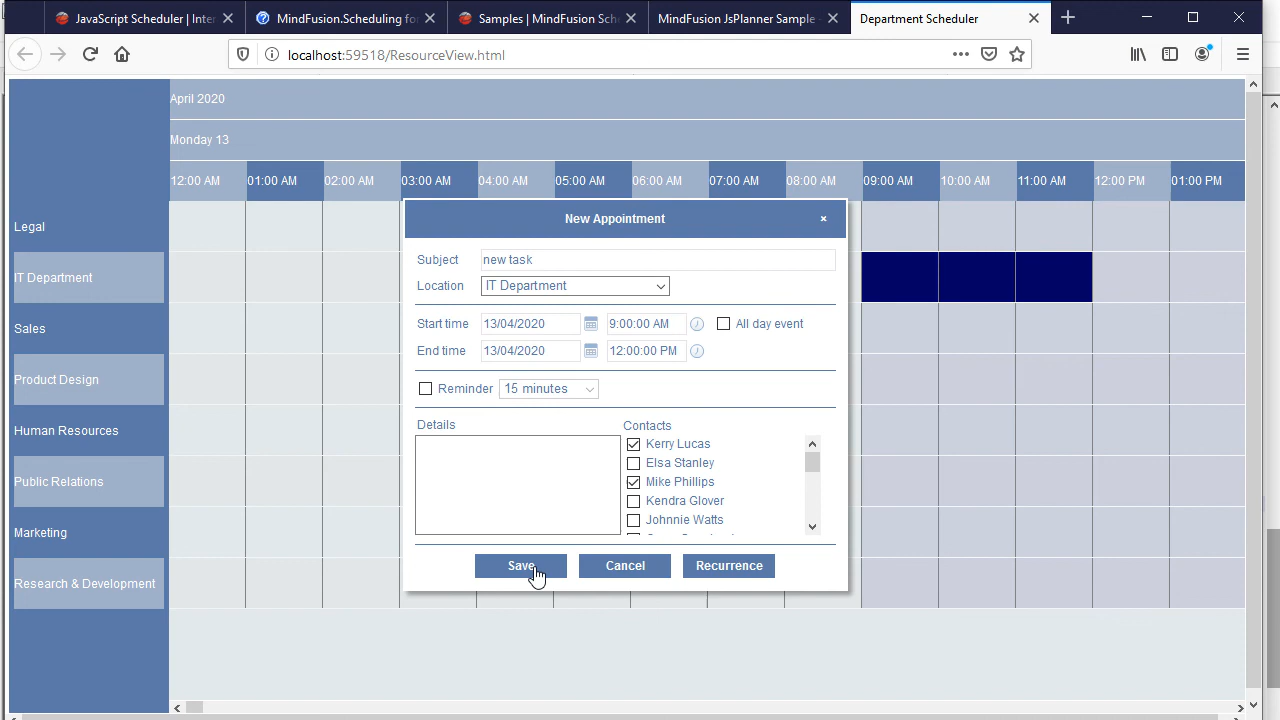 JavaScript Scheduler | Inter
MindFusion.Scheduling fo
Samples | MindFusion Sch
MindFusion JsPlanner Sample -
Department Scheduler
localhost:59518/ResourceView.html
April 2020
Monday 13
12:00 AM 01:00 AM 02:00 AM 03:00 AM 04:00 AM 05:00 AM 06:00 AM 07:00 AM 08:00 AM 09:00 AM 10:00 AM 11:00 AM 12:00 PM 01:00 PM
Legal
IT Department
Sales
Product Design
Human Resources
Public Relations
Marketing
Research & Development
New Appointment
Subject new task
Location IT Department
Start time 13/04/2020 9:00:00 AM All day event
End time 13/04/2020 12:00:00 PM
Reminder 15 minutes
Details
Contacts
Kerry Lucas
Elsa Stanley
Mike Phillips
Kendra Glover
Johnnie Watts
Save Cancel Recurrence